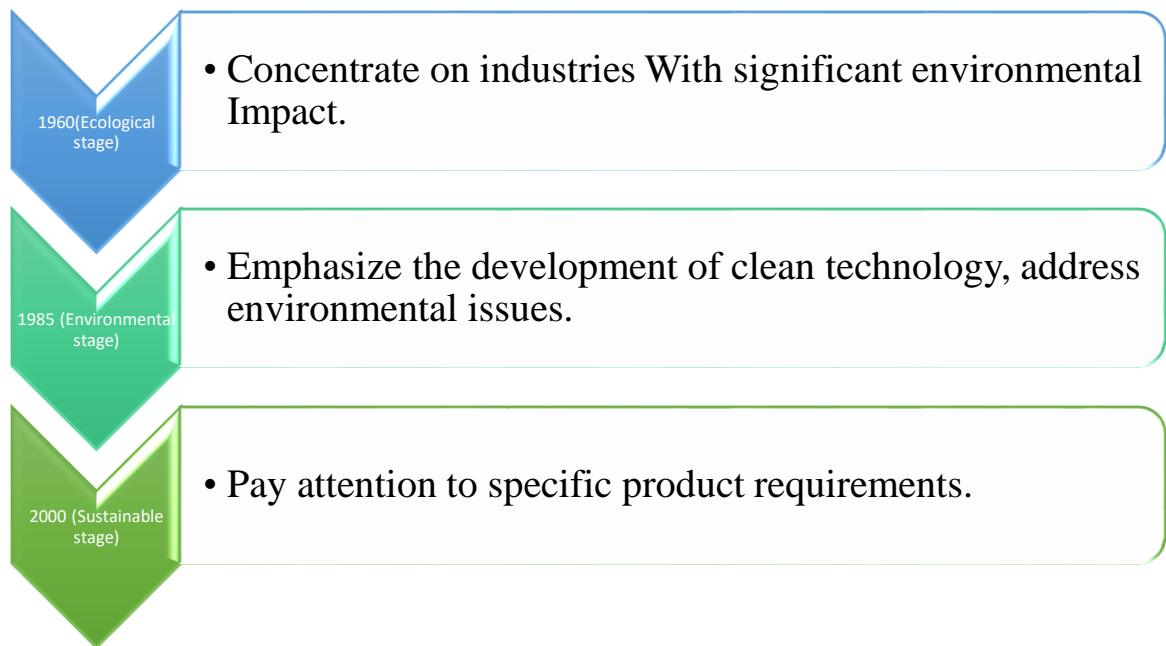 1960(Ecological
stage)
• Concentrate on industries With significant environmental
Impact.
1985 (Environmental
stage)
• Emphasize the development of clean technology, address
environmental issues.
2000 (Sustainable
stage)
• Pay attention to specific product requirements.